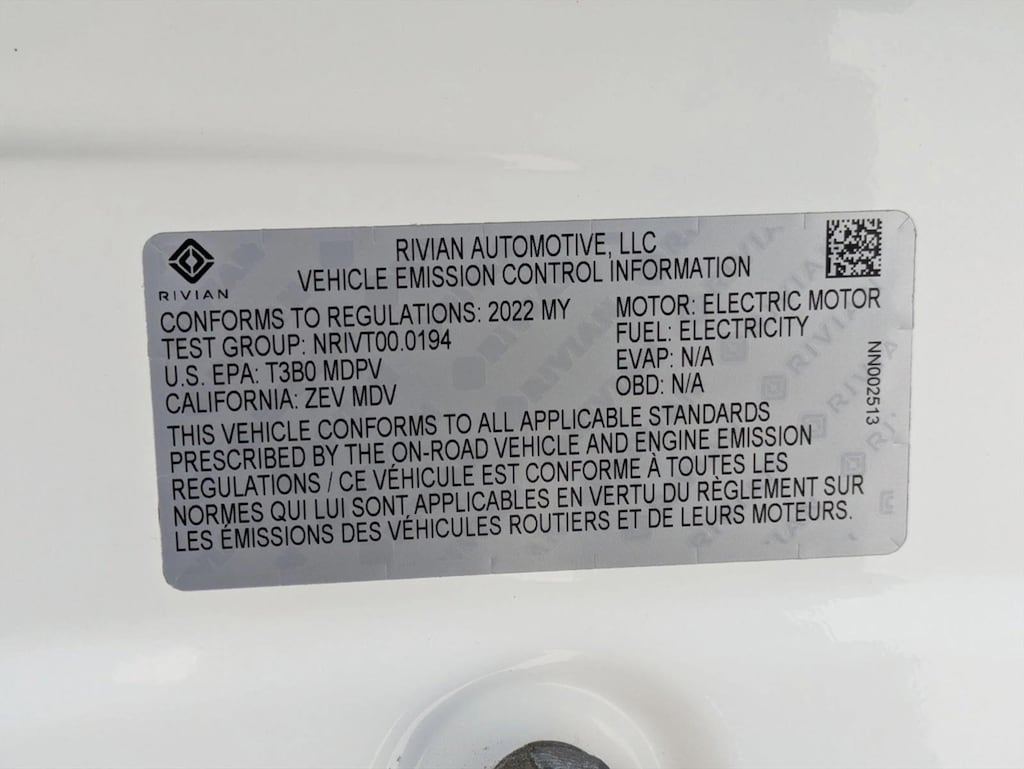 RIVIAN
RIVIAN AUTOMOTIVE, LLC
VEHICLE EMISSION CONTROL INFORMATION
CONFORMS TO REGULATIONS: 2022 MY
TEST GROUP: NRIVT00.0194
U.S. EPA: T3B0 MDPV
CALIFORNIA: ZEV MDV
MOTOR: ELECTRIC MOTOR
FUEL: ELECTRICITY
EVAP: N/A
OBD: N/A
NN002513
THIS VEHICLE CONFORMS TO ALL APPLICABLE STANDARDS
PRESCRIBED BY THE ON-ROAD VEHICLE AND ENGINE EMISSION
REGULATIONS / CE VÉHICULE EST CONFORME À TOUTES LES
NORMES QUI LUI SONT APPLICABLES EN VERTU DU RÈGLEMENT SUR
LES ÉMISSIONS DES VÉHICULES ROUTIERS ET DE LEURS MOTEURS.